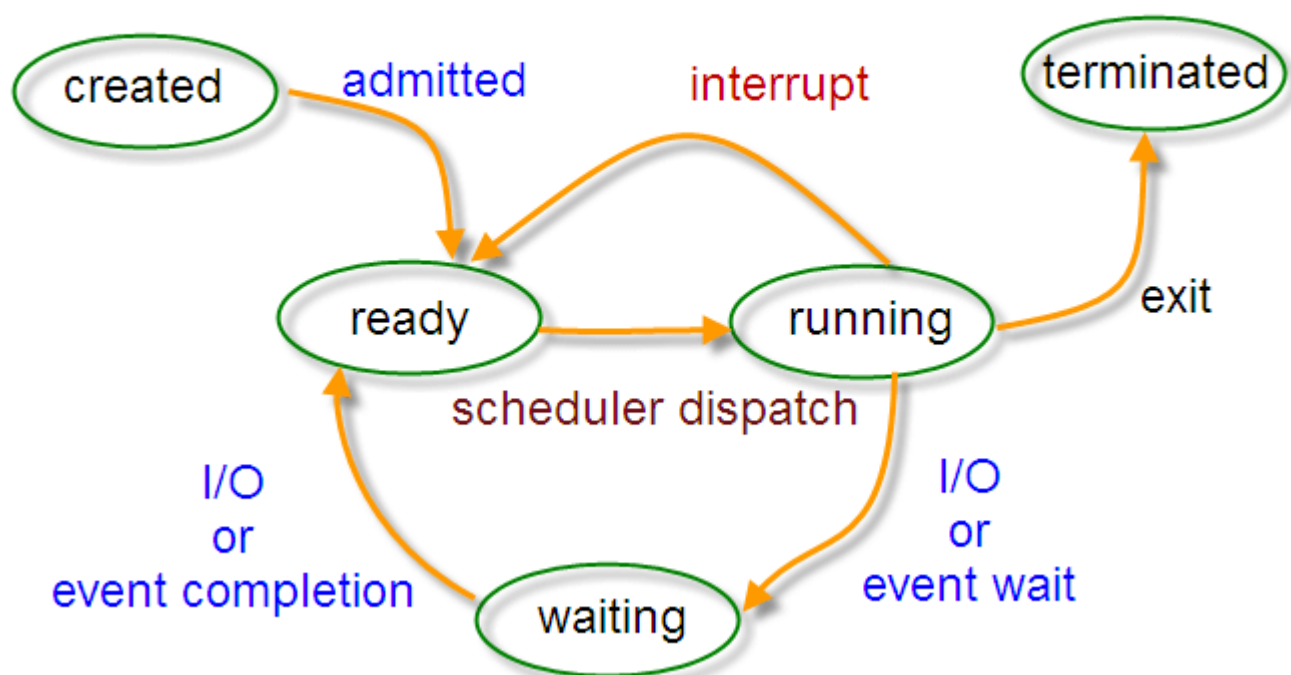 created
admitted
interrupt
terminated
ready
running
exit
scheduler dispatch
I/O
or
event completion
I/O
or
event wait
waiting